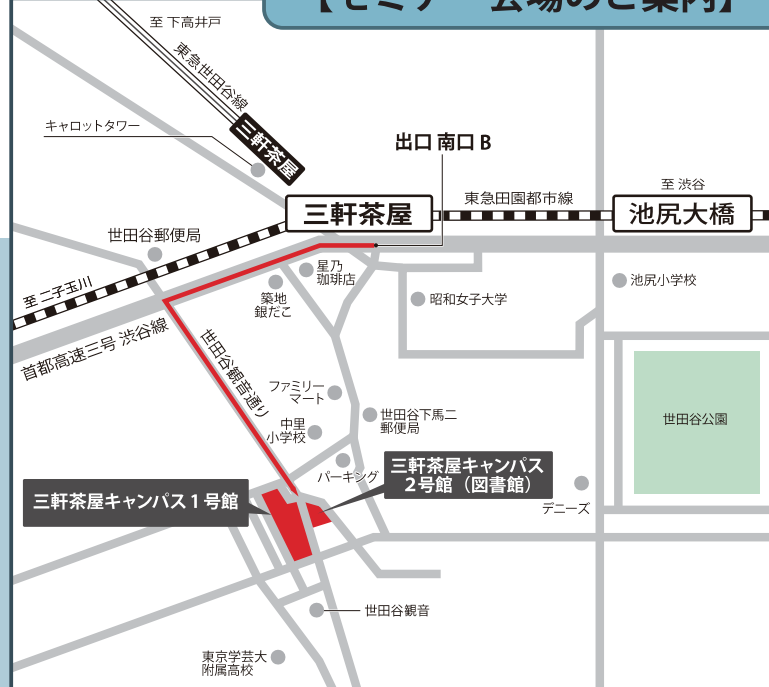 【セミナー会場のご案内】
至 下高井戸
東急世田谷線
キャロットタワー
三軒茶屋
出口 南口 B
三軒茶屋
東急田園都市線
至 渋谷
池尻大橋
世田谷郵便局
至 二子玉川
星乃
珈琲店
築地
銀だこ
昭和女子大学
池尻小学校
首都高速三号 渋谷線
世田谷観音通り
ファミリー
マート
世田谷下馬二
郵便局
中里
小学校
世田谷公園
パーキング
三軒茶屋キャンパス
2号館（図書館）
三軒茶屋キャンパス１号館
デニーズ
世田谷観音
東京学芸大
附属高校